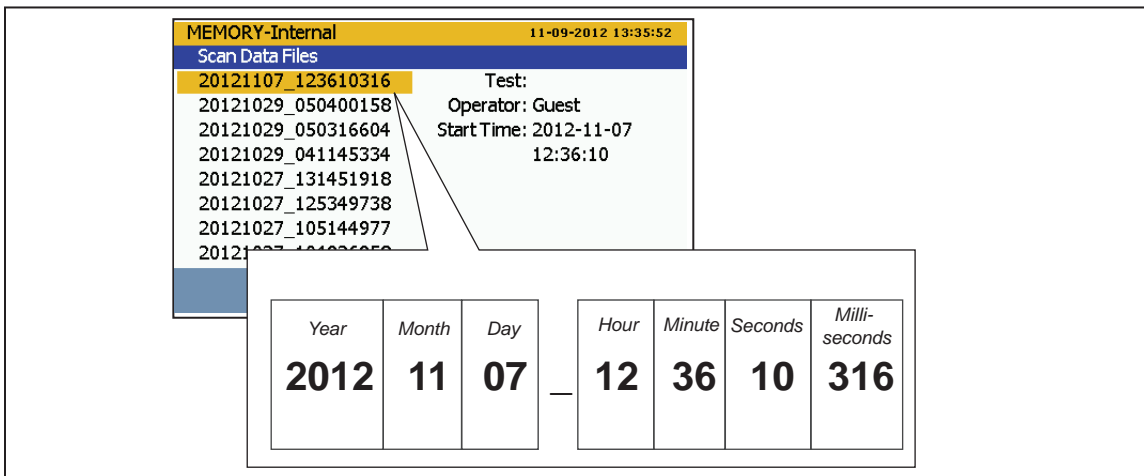 MEMORY-Internal 11-09-2012 13:35:52
Scan Data Files
20121107_123610316 Test:
20121029_050400158 Operator: Guest
20121029_050316604 Start Time: 2012-11-07
20121029_041145334 12:36:10
20121027_131451918
20121027_125349738
20121027_105144977
Year Month Day Hour Minute Seconds Milli-
seconds
2012 11 07 _ 12 36 10 316